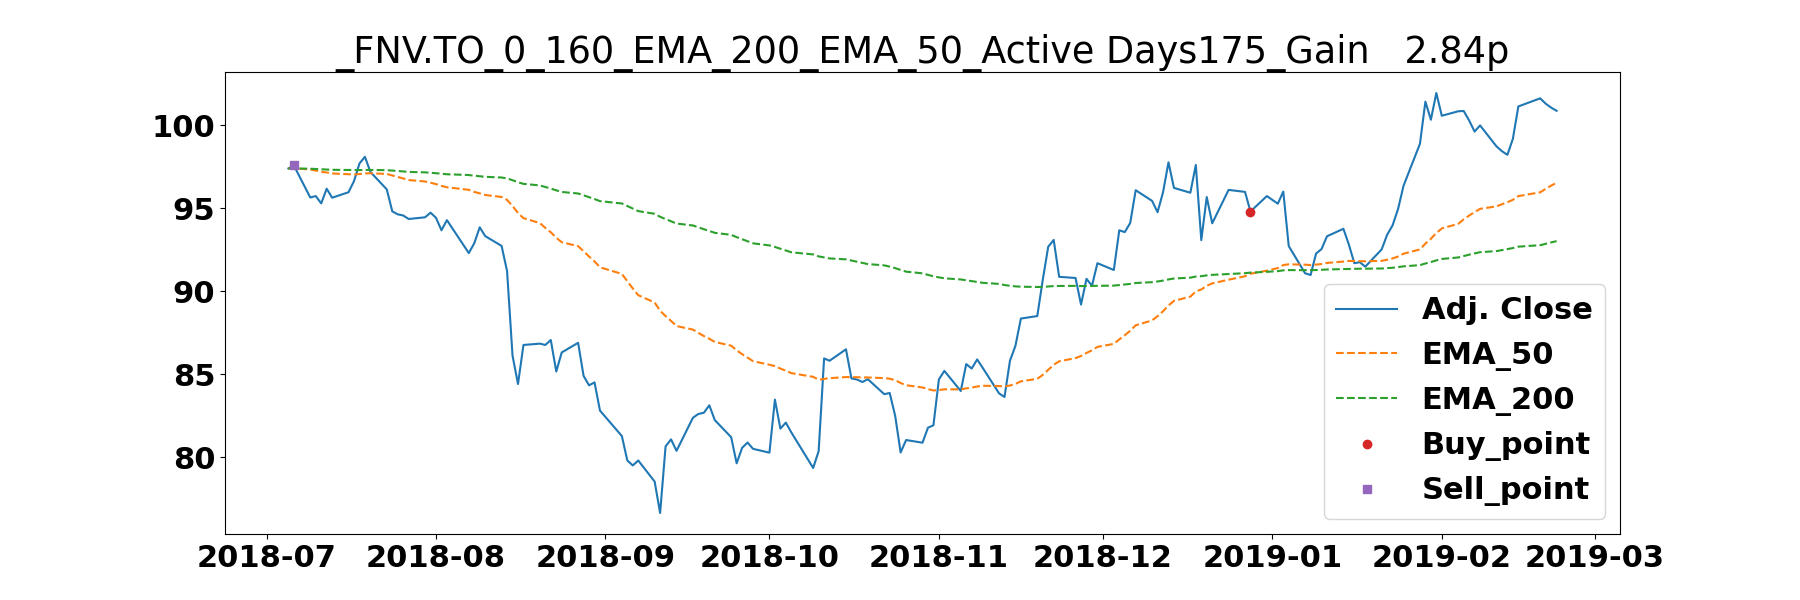 _FNV.TO_0_160_EMA_200_EMA_50_Active Days175_Gain   2.84p
100
95
90
85
80
Adj. Close
EMA_50
EMA_200
Buy_point
Sell_point
2018-07 2018-08 2018-09 2018-10 2018-11 2018-12 2019-01 2019-02 2019-03